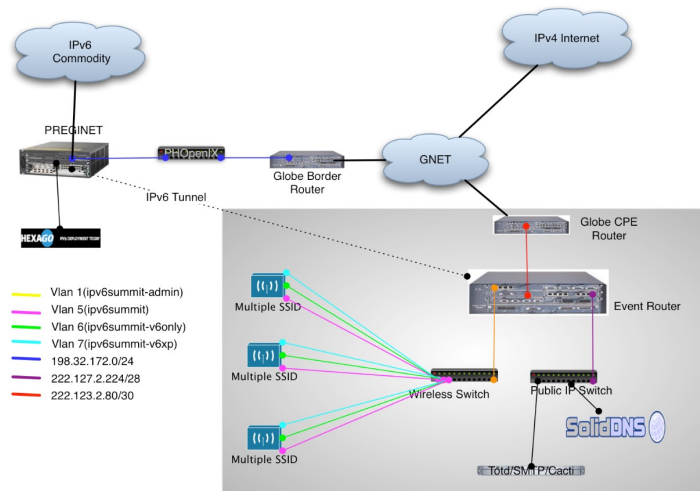 IPv6
Commodity
IPv4 Internet
PREGINET
PHOpenIX
GNET
Globe Border
Router
IPv6 Tunnel
HEXAGO IPv6 DEPLOYMENT TODAY
Globe CPE
Router
Event Router
Vlan 1(ipv6summit-admin)
Vlan 5(ipv6summit)
Vlan 6(ipv6summit-v6only)
Vlan 7(ipv6summit-v6xp)
198.32.172.0/24
222.127.2.224/28
222.123.2.80/30
Multiple SSID
Multiple SSID
Multiple SSID
Wireless Switch
Public IP Switch
SolidDNS
Totd/SMTP/Cacti